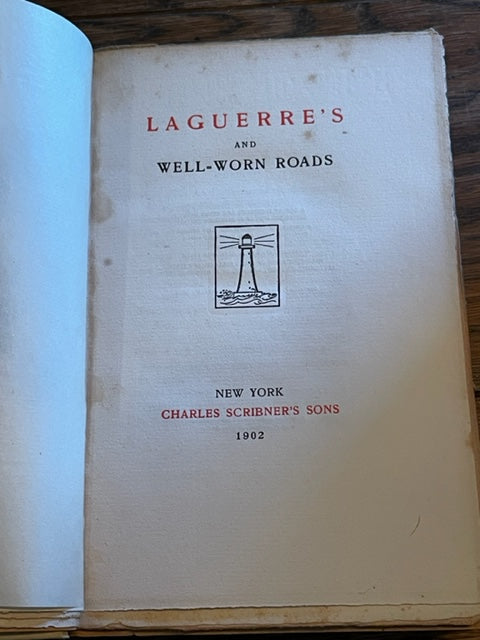 LAGUERRE'S
AND
WELL-WORN ROADS
NEW YORK
CHARLES SCRIBNER'S SONS
1902